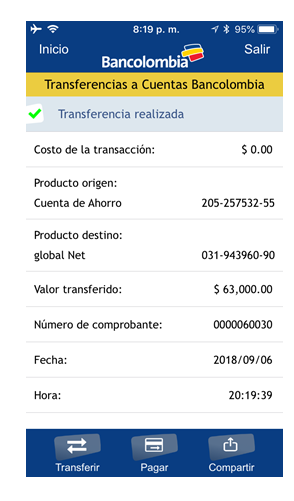 8:19 p. m.
95%
Inicio
Bancolombia
Salir
Transferencias a Cuentas Bancolombia
Transferencia realizada
Costo de la transacción: $ 0.00
Producto origen:
Cuenta de Ahorro 205-257532-55
Producto destino:
global Net 031-943960-90
Valor transferido: $ 63,000.00
Número de comprobante: 0000060030
Fecha: 2018/09/06
Hora: 20:19:39
Transferir Pagar Compartir